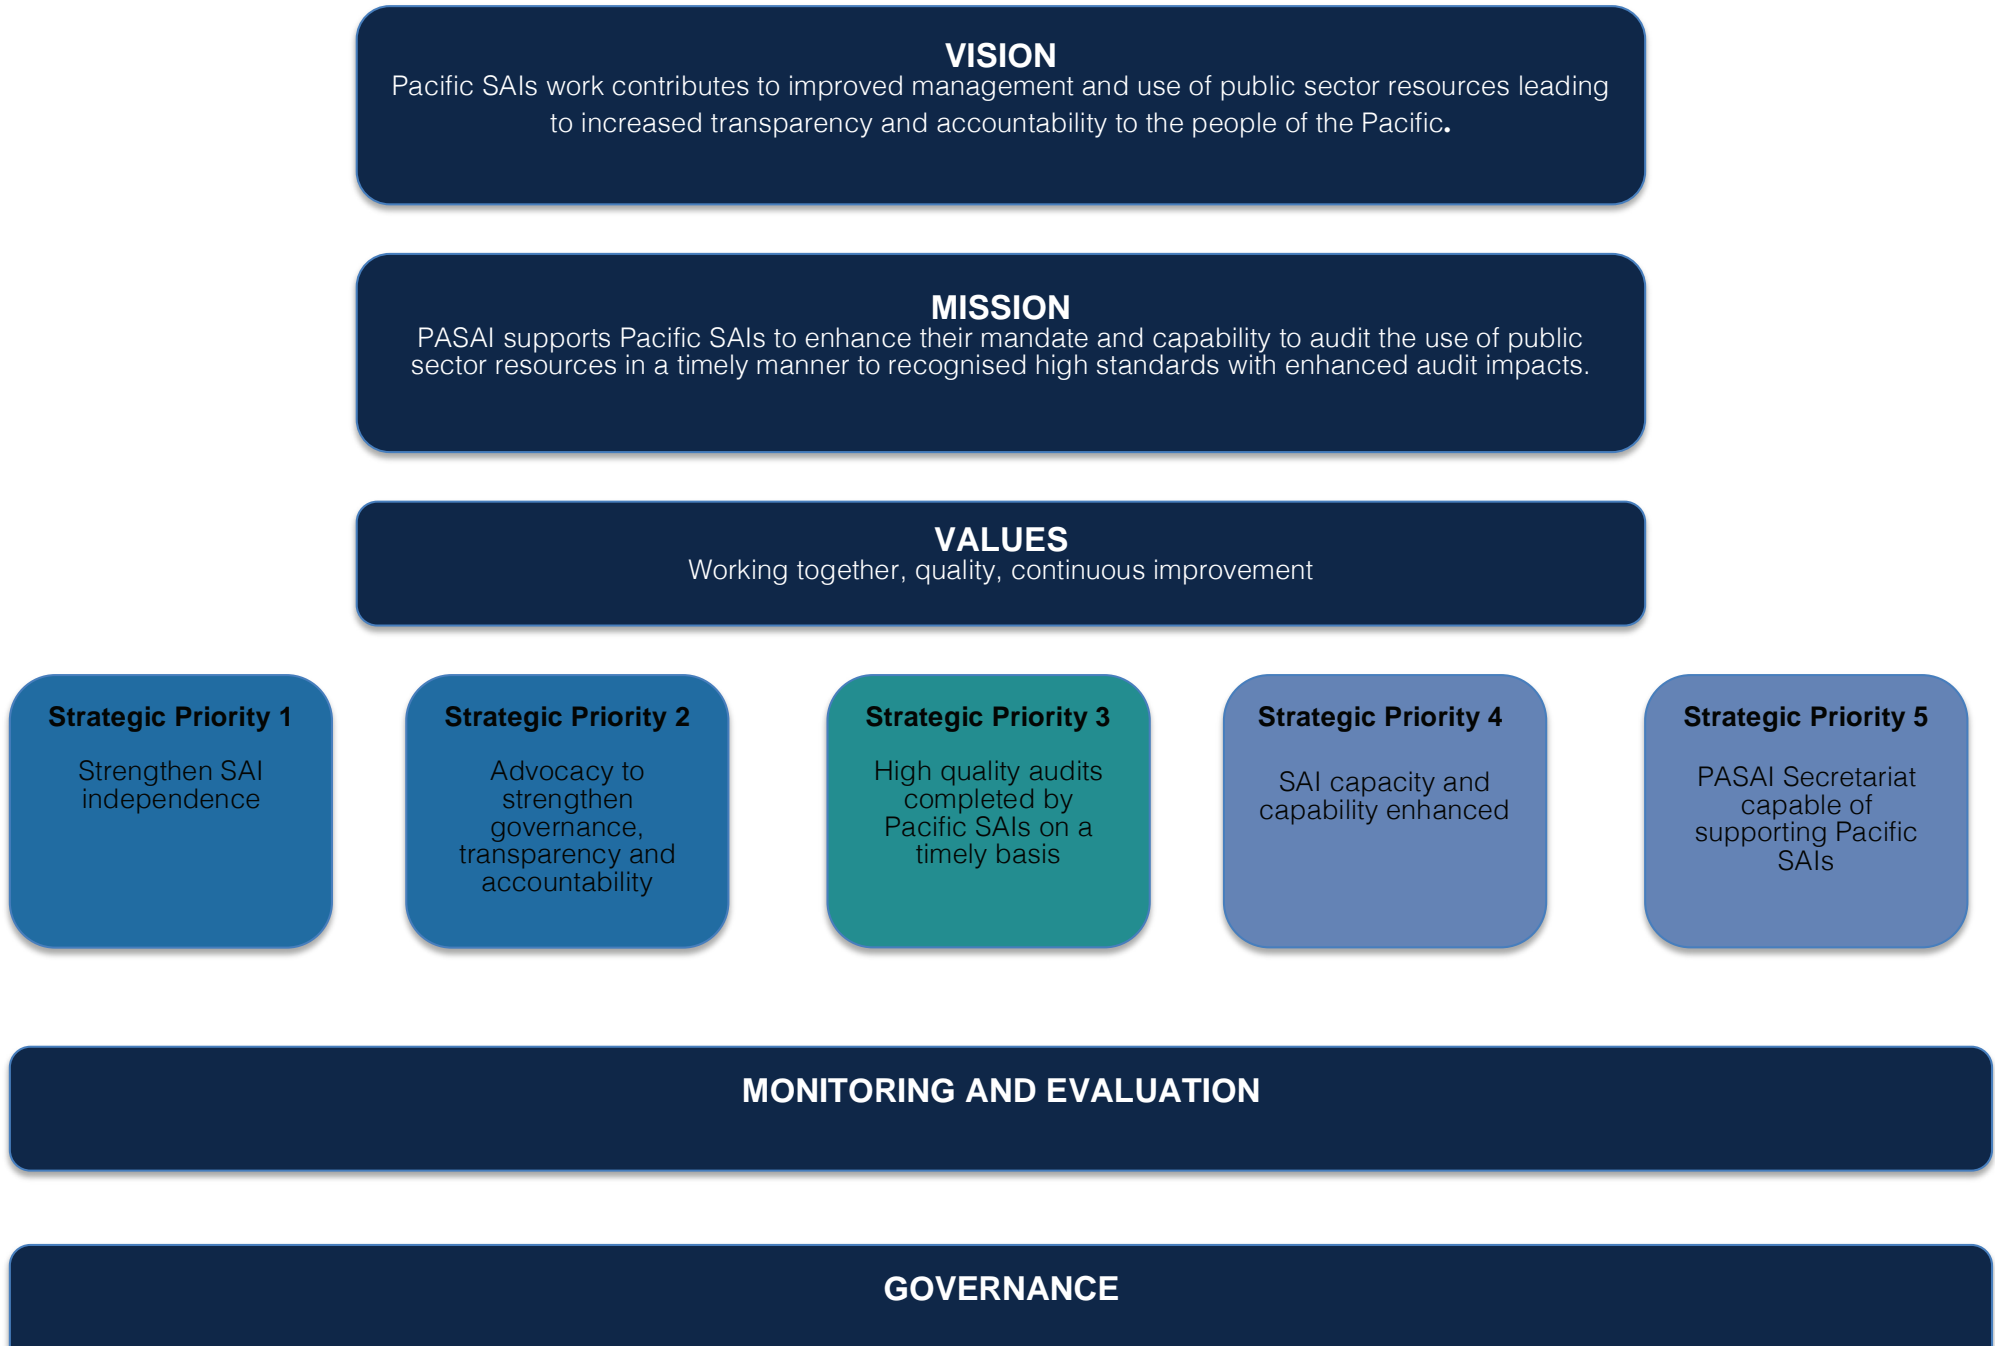 VISION
Pacific SAIs work contributes to improved management and use of public sector resources leading
to increased transparency and accountability to the people of the Pacific.
MISSION
PASAI supports Pacific SAIs to enhance their mandate and capability to audit the use of public
sector resources in a timely manner to recognised high standards with enhanced audit impacts.
VALUES
Working together, quality, continuous improvement
Strategic Priority 1
Strengthen SAI
independence
Strategic Priority 2
Advocacy to
strengthen
governance,
transparency and
accountability
Strategic Priority 3
High quality audits
completed by
Pacific SAIs on a
timely basis
Strategic Priority 4
SAI capacity and
capability enhanced
Strategic Priority 5
PASAI Secretariat
capable of
supporting Pacific
SAIs
MONITORING AND EVALUATION
GOVERNANCE